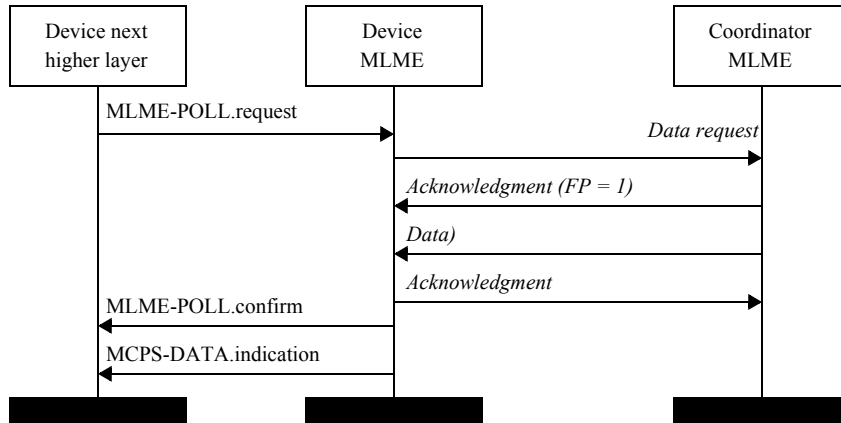 Device next
higher layer
Device
MLME
Coordinator
MLME
MLME-POLL.request
Data request
Acknowledgment (FP = 1)
Data)
Acknowledgment
MLME-POLL.confirm
MCPS-DATA.indication